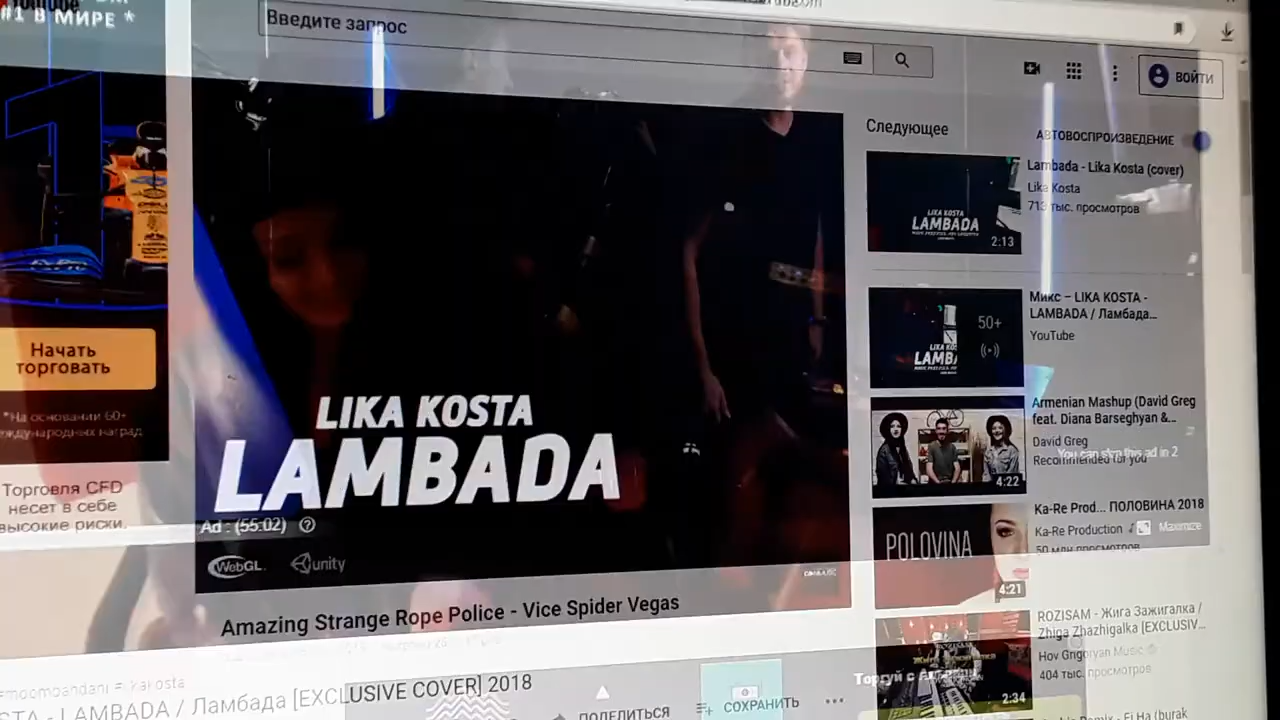 #1 В МИРЕ *
Введите запрос
ВОЙТИ
Следующее
АВТОВОСПРОИЗВЕДЕНИЕ
Lambada - Lika Kosta (cover)
Lika Kosta
713 тыс. просмотров
LIKA KOSTA
LAMBADA
2:13
Микс – LIKA KOSTA -
LAMBADA / Ламбада...
YouTube
50+
Начать
торговать
*На основании 60+
международных наград
Торговля CFD
несет в себе
высокие риски.
LIKA KOSTA
LAMBADA
Ad : (55:02)
WebGL
unity
Armenian Mashup (David Greg
feat. Diana Barseghyan &...
David Greg
Recommended for you
You can skip this ad in 2
4:22
Ka-Re Prod... ПОЛОВИНА 2018
Ka-Re Production
50 млн просмотров
Maximize
POLOVINA
4:21
Amazing Strange Rope Police - Vice Spider Vegas
ROZISAM - Жига Зажигалка /
Zhiga Zhazhigalka [EXCLUSIV...
Hov Grigoryan Music
404 тыс. просмотров
2:34
Торгуй с
- LAMBADA / Ламбада [EXCLUSIVE COVER] 2018
ПОДЕЛИТЬСЯ
СОХРАНИТЬ